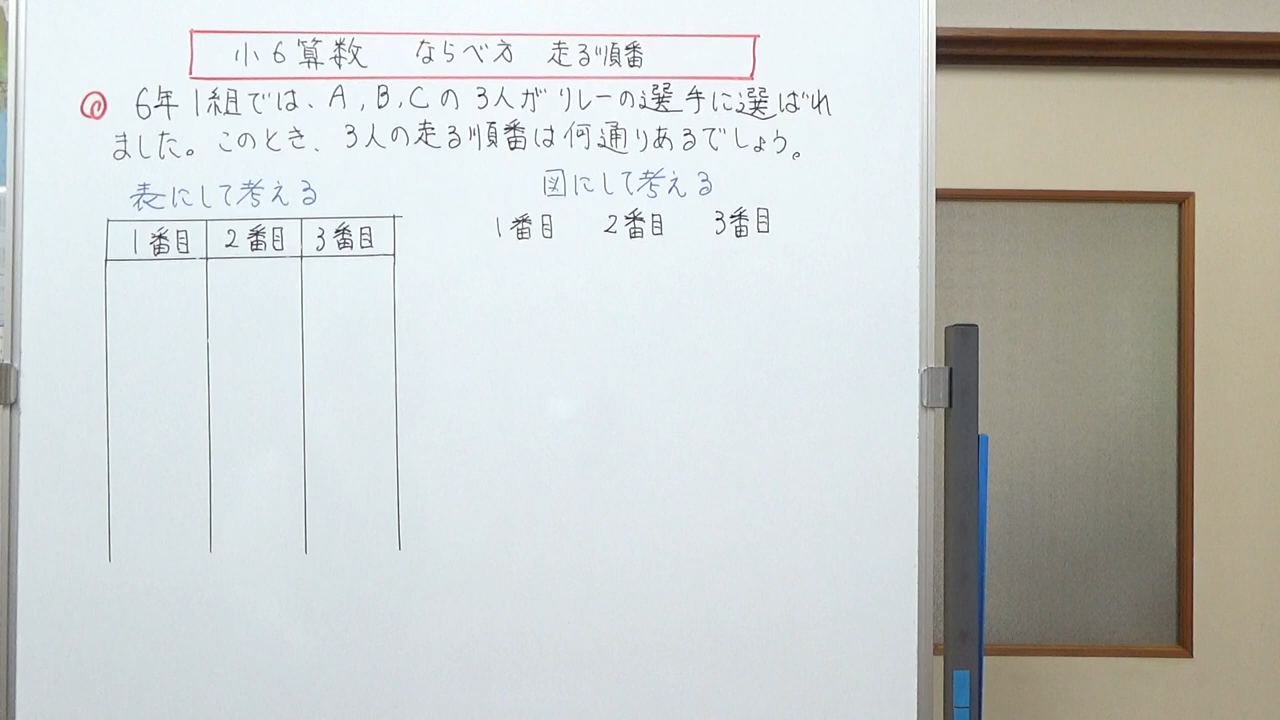 小6算数 ならべ方 走る順番
◎ 6年1組では、A,B,Cの3人がリレーの選手に選ばれ
ました。このとき、3人の走る順番は何通りあるでしょう。
表にして考える
1番目 2番目 3番目
図にして考える
1番目 2番目 3番目